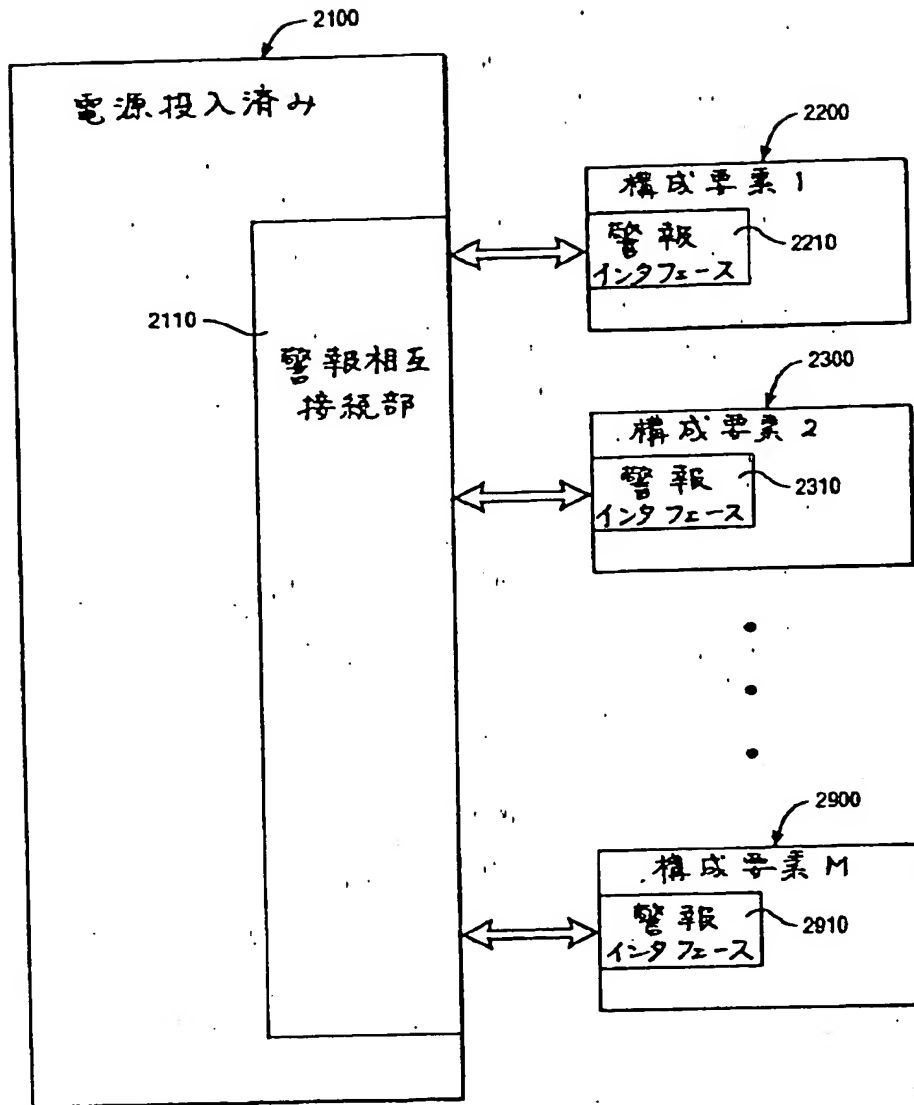 2100
電源投入済み
2110
警報相互
接続部
2200
構成要素1
警報
インタフェース
2210
2300
構成要素2
警報
インタフェース
2310
2900
構成要素M
警報
インタフェース
2910